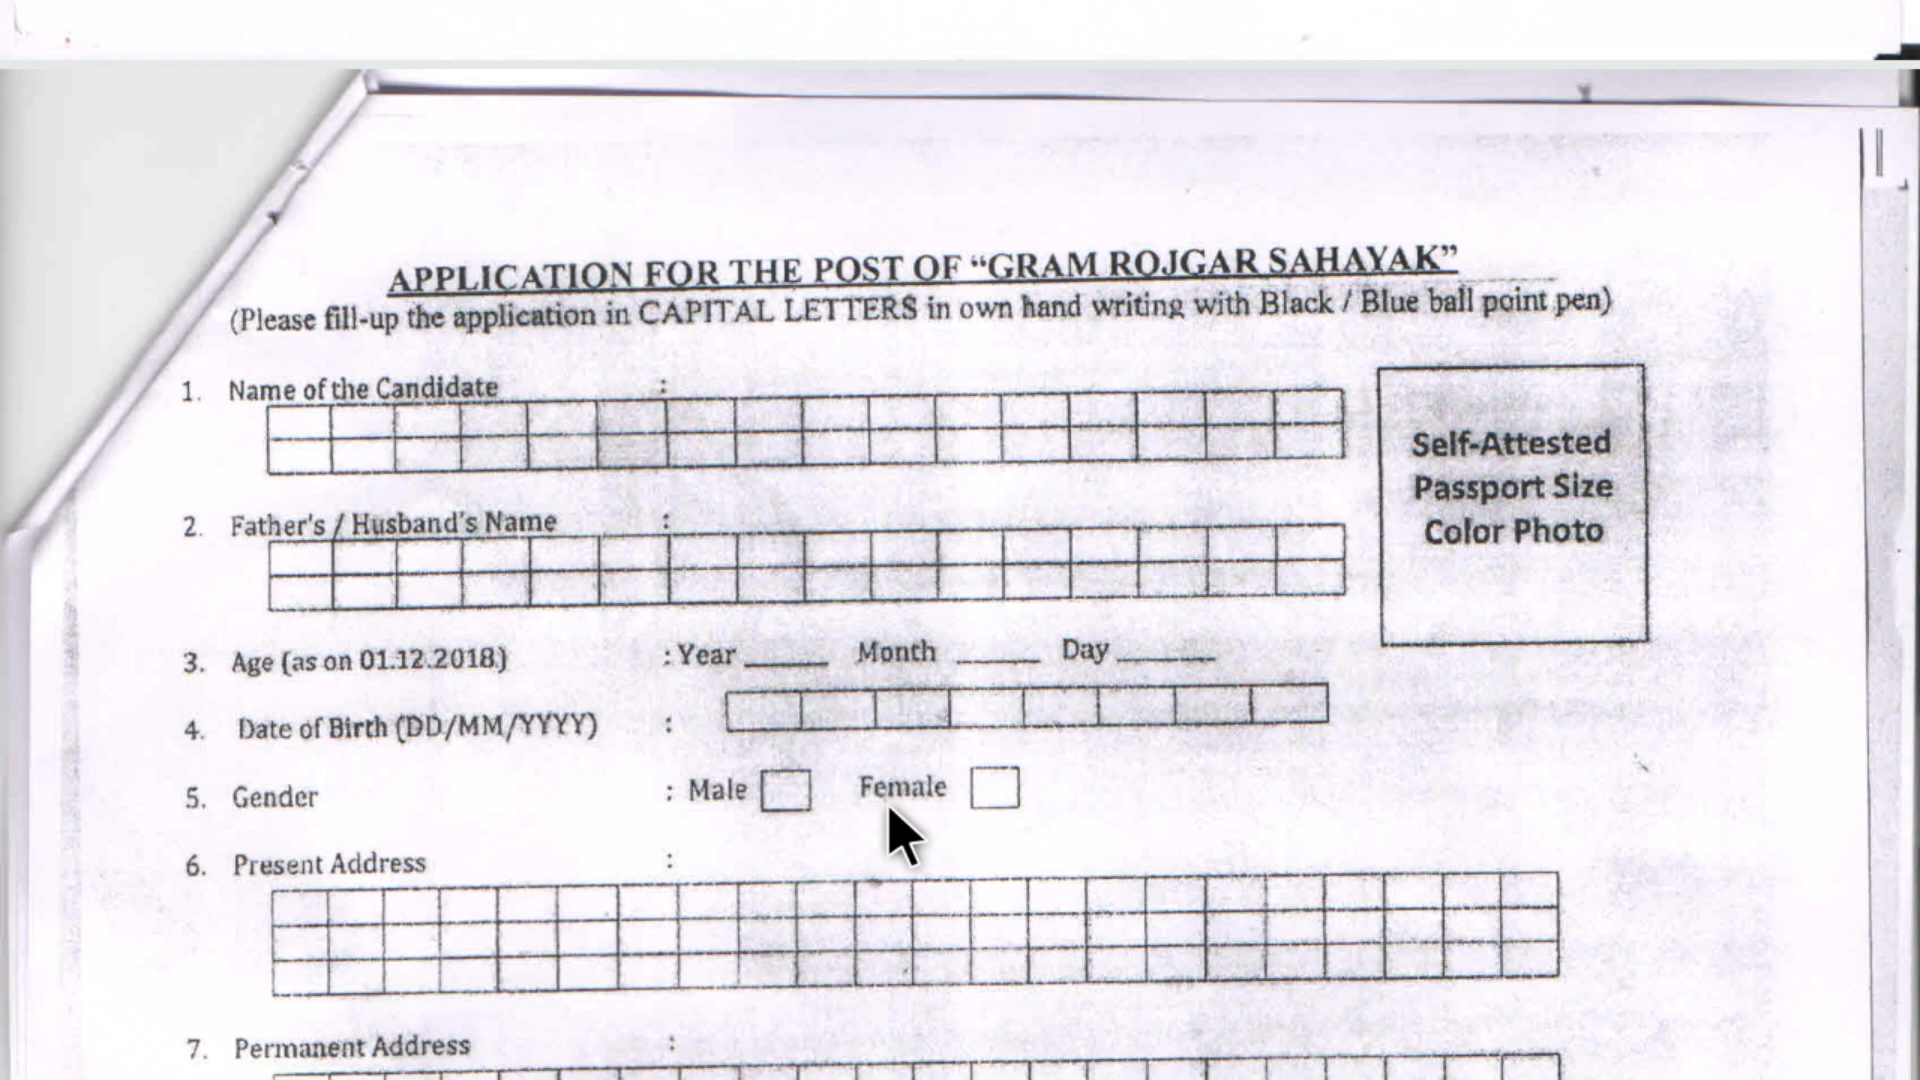 APPLICATION FOR THE POST OF “GRAM ROJGAR SAHAYAK”
(Please fill-up the application in CAPITAL LETTERS in own hand writing with Black / Blue ball point pen)
1. Name of the Candidate :
Self-Attested
Passport Size
Color Photo
2. Father's / Husband's Name :
3. Age (as on 01.12.2018) : Year ______ Month ______ Day ______
4. Date of Birth (DD/MM/YYYY) :
5. Gender : Male Female
6. Present Address :
7. Permanent Address :